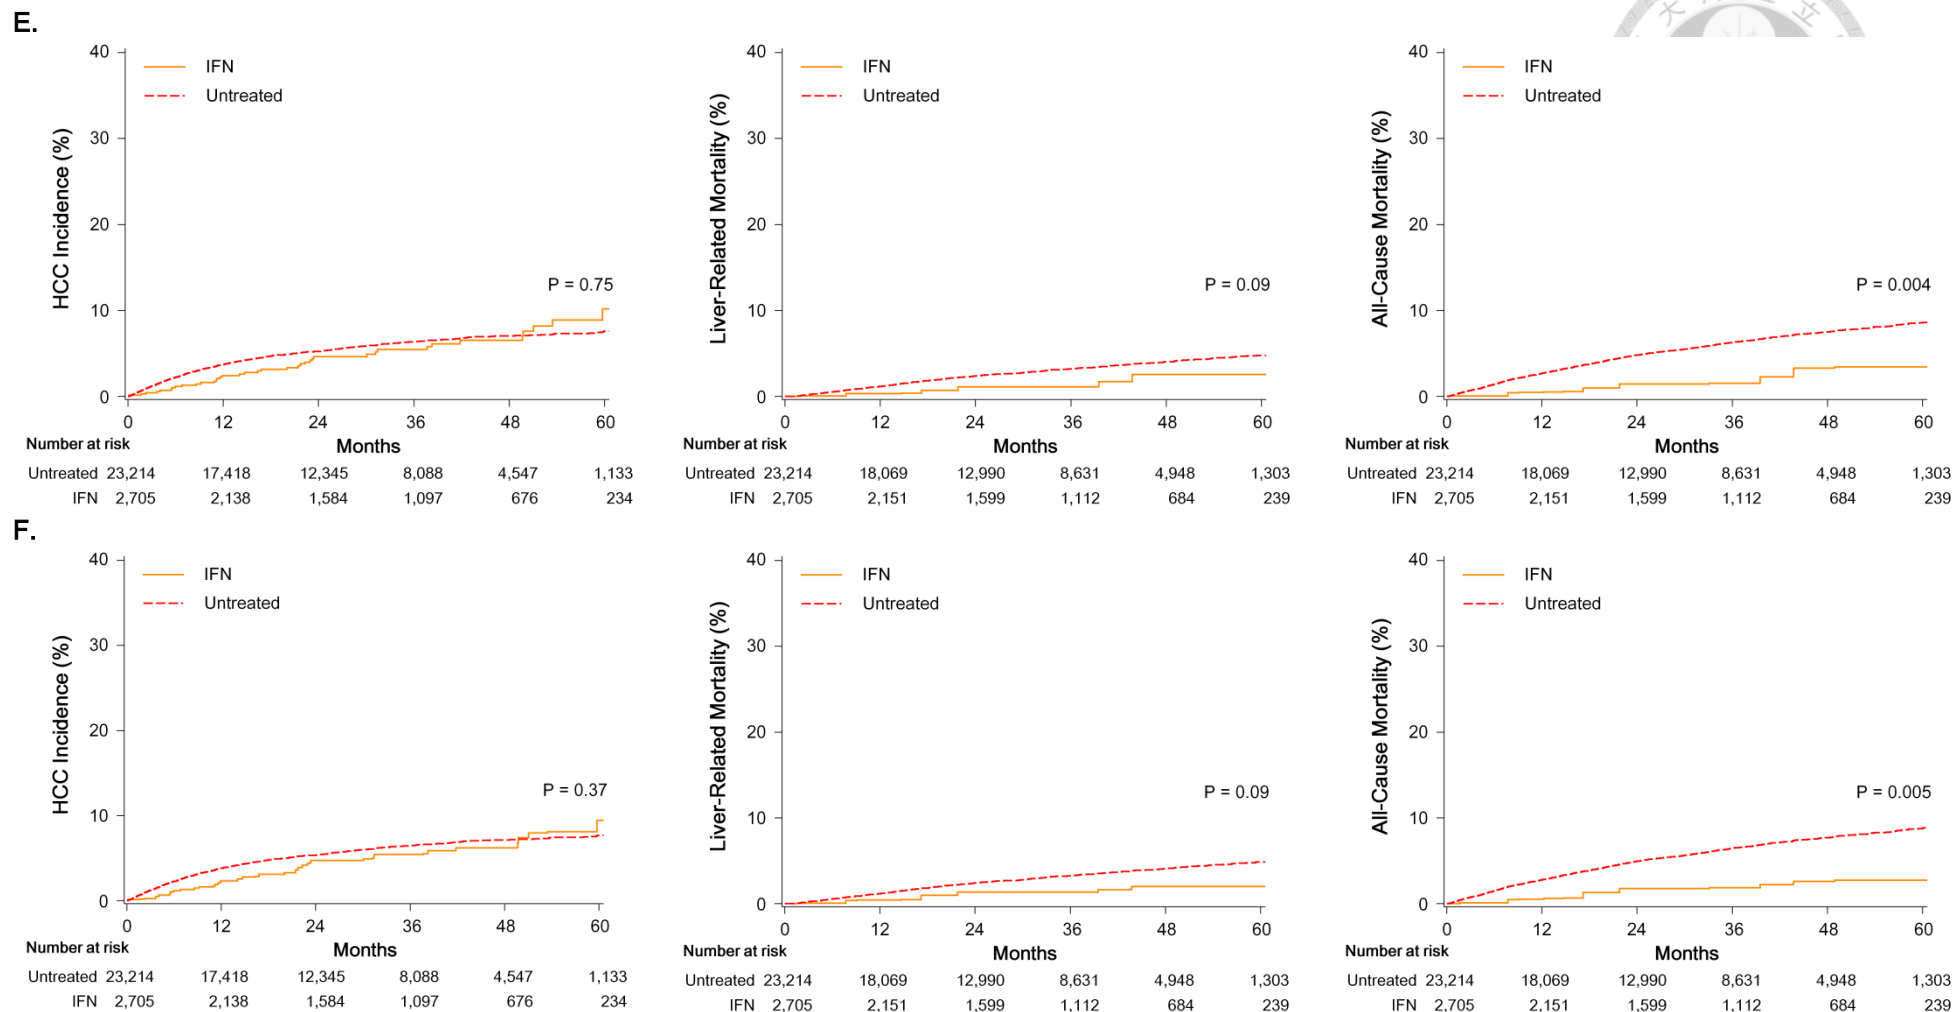 E.
HCC Incidence (%)
40
30
20
10
0
IFN
Untreated
P = 0.75
0 12 24 36 48 60
Number at risk
Months
Untreated 23,214 17,418 12,345 8,088 4,547 1,133
IFN 2,705 2,138 1,584 1,097 676 234
Liver-Related Mortality (%)
40
30
20
10
0
IFN
Untreated
P = 0.09
0 12 24 36 48 60
Number at risk
Months
Untreated 23,214 18,069 12,990 8,631 4,948 1,303
IFN 2,705 2,151 1,599 1,112 684 239
All-Cause Mortality (%)
40
30
20
10
0
IFN
Untreated
P = 0.004
0 12 24 36 48 60
Number at risk
Months
Untreated 23,214 18,069 12,990 8,631 4,948 1,303
IFN 2,705 2,151 1,599 1,112 684 239
F.
HCC Incidence (%)
40
30
20
10
0
IFN
Untreated
P = 0.37
0 12 24 36 48 60
Number at risk
Months
Untreated 23,214 17,418 12,345 8,088 4,547 1,133
IFN 2,705 2,138 1,584 1,097 676 234
Liver-Related Mortality (%)
40
30
20
10
0
IFN
Untreated
P = 0.09
0 12 24 36 48 60
Number at risk
Months
Untreated 23,214 18,069 12,990 8,631 4,948 1,303
IFN 2,705 2,151 1,599 1,112 684 239
All-Cause Mortality (%)
40
30
20
10
0
IFN
Untreated
P = 0.005
0 12 24 36 48 60
Number at risk
Months
Untreated 23,214 18,069 12,990 8,631 4,948 1,303
IFN 2,705 2,151 1,599 1,112 684 239